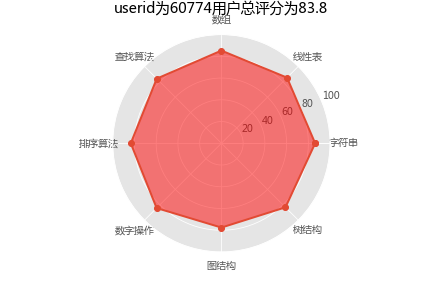 userid为60774用户总评分为83.8
数组
查找算法
线性表
100
80
60
40
20
排序算法
字符串
数字操作
树结构
图结构